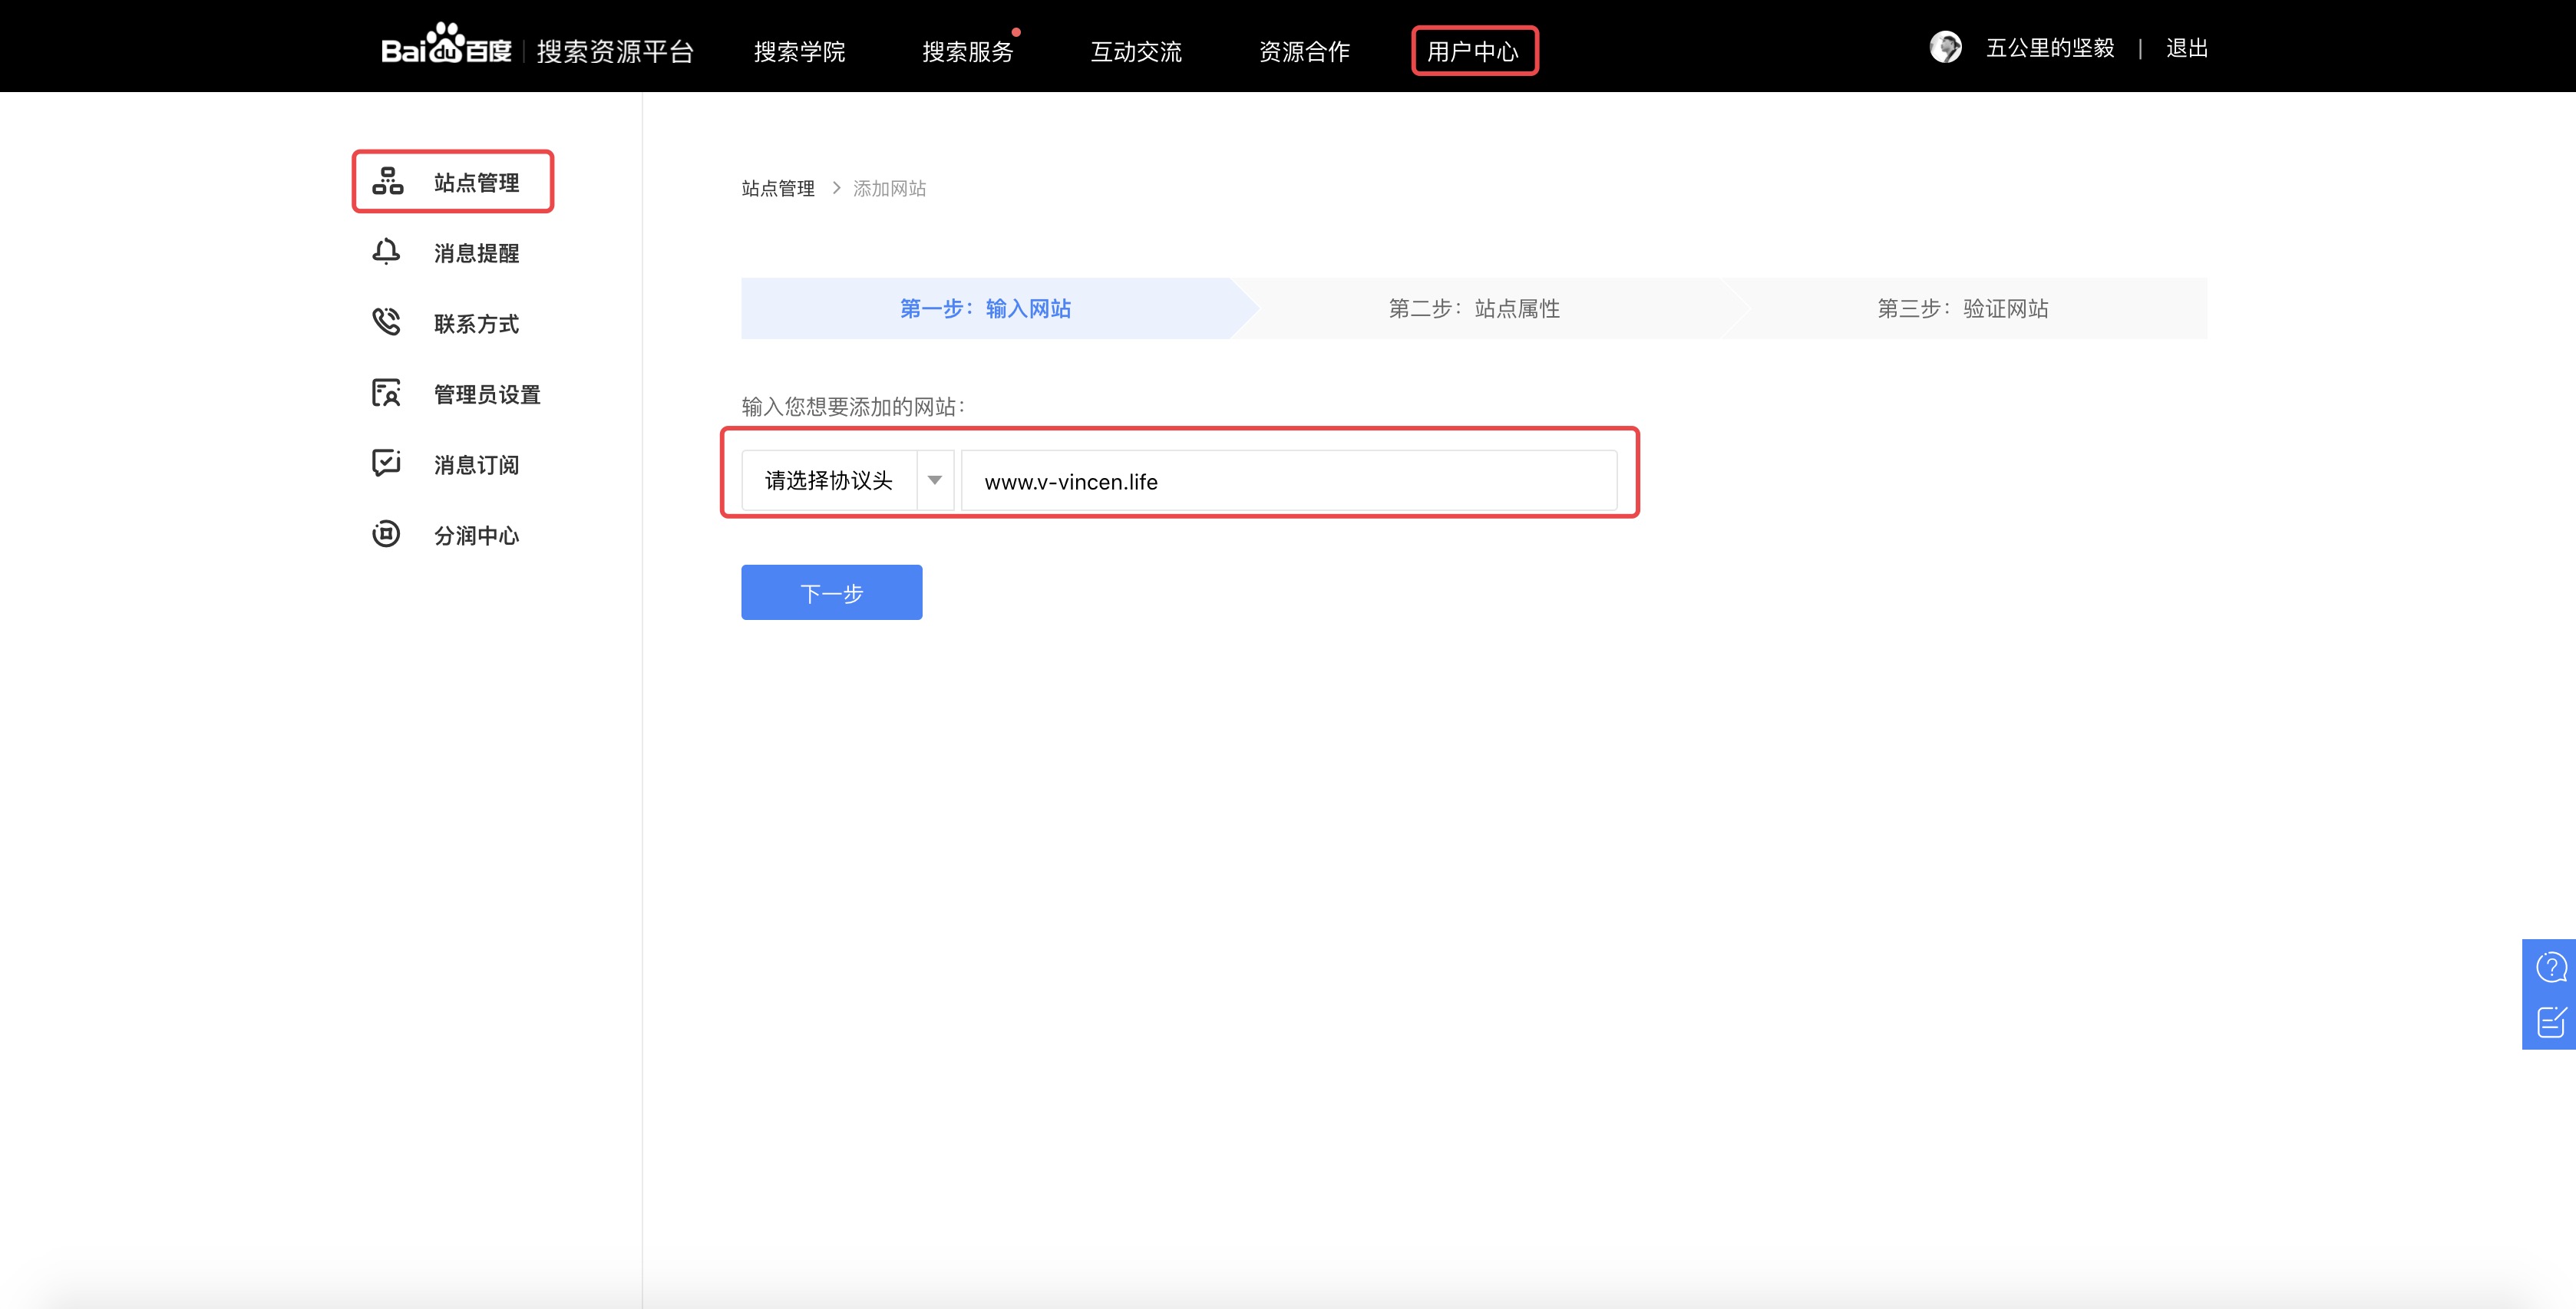 Baidu百度 搜索资源平台 搜索学院 搜索服务 互动交流 资源合作 用户中心 五公里的坚毅 | 退出
站点管理
消息提醒
联系方式
管理员设置
消息订阅
分润中心
站点管理 > 添加网站
第一步：输入网站 第二步：站点属性 第三步：验证网站
输入您想要添加的网站：
请选择协议头 www.v-vincen.life
下一步